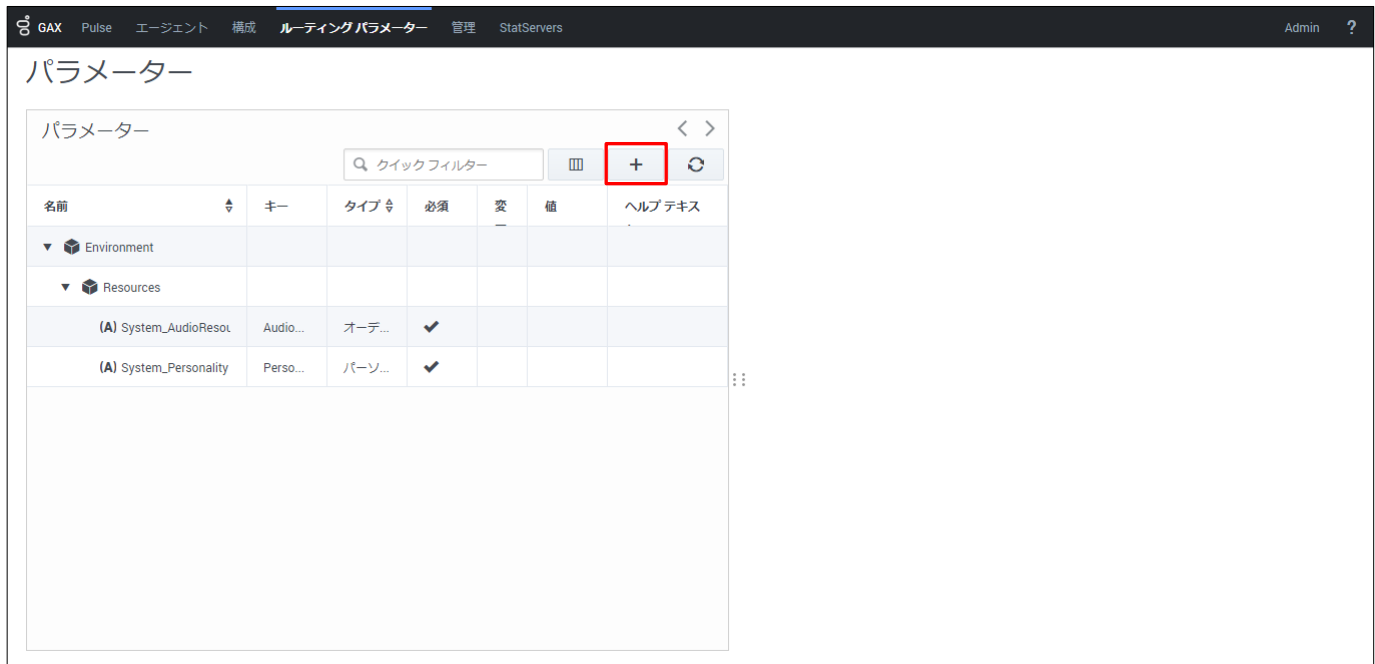 GAX Pulse エージェント 構成 ルーティング パラメーター 管理 StatServers Admin ?
パラメーター
パラメーター
クイック フィルター
名前 キー タイプ 必須 変 値 ヘルプ テキス
Environment
Resources
(A) System_AudioResou Audio... オーデ...
(A) System_Personality Perso... パーソ...